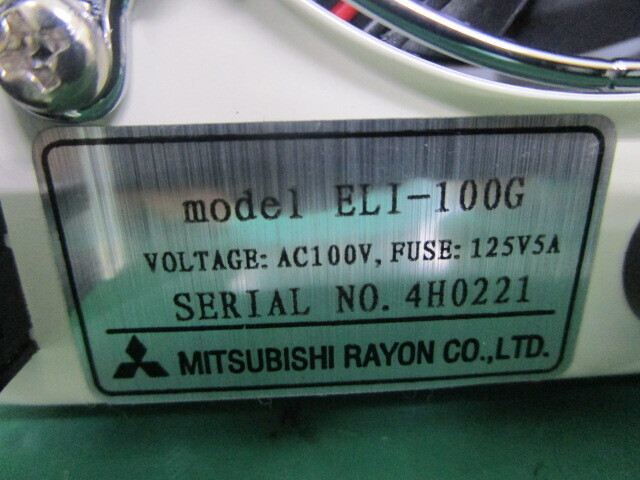 model ELI-100G
VOLTAGE: AC100V, FUSE: 125V5A
SERIAL NO. 4H0221
MITSUBISHI RAYON CO.,LTD.